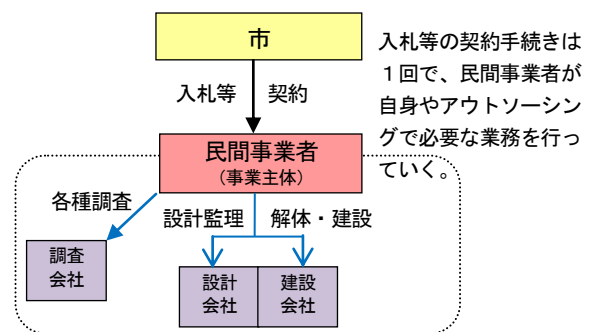 市
入札等の契約手続きは
１回で、民間事業者が
自身やアウトソーシン
グで必要な業務を行っ
ていく。
入札等 契約
民間事業者
（事業主体）
各種調査
設計監理 解体・建設
調査
会社
設計
会社
建設
会社